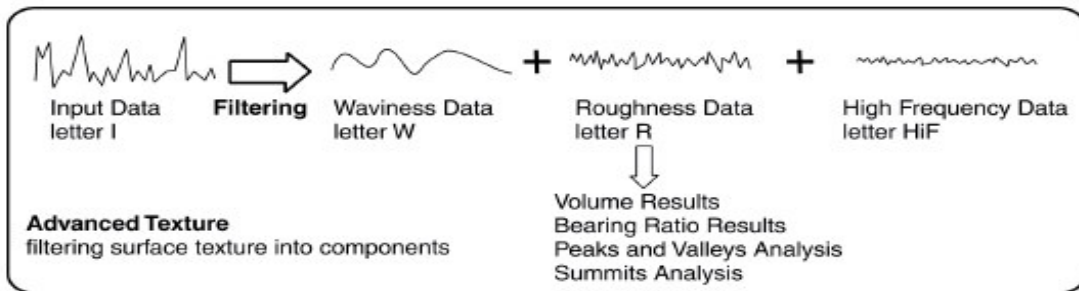 Input Data
letter I
Filtering
Waviness Data
letter W
+
Roughness Data
letter R
+
High Frequency Data
letter HiF
Volume Results
Bearing Ratio Results
Peaks and Valleys Analysis
Summits Analysis
Advanced Texture
filtering surface texture into components